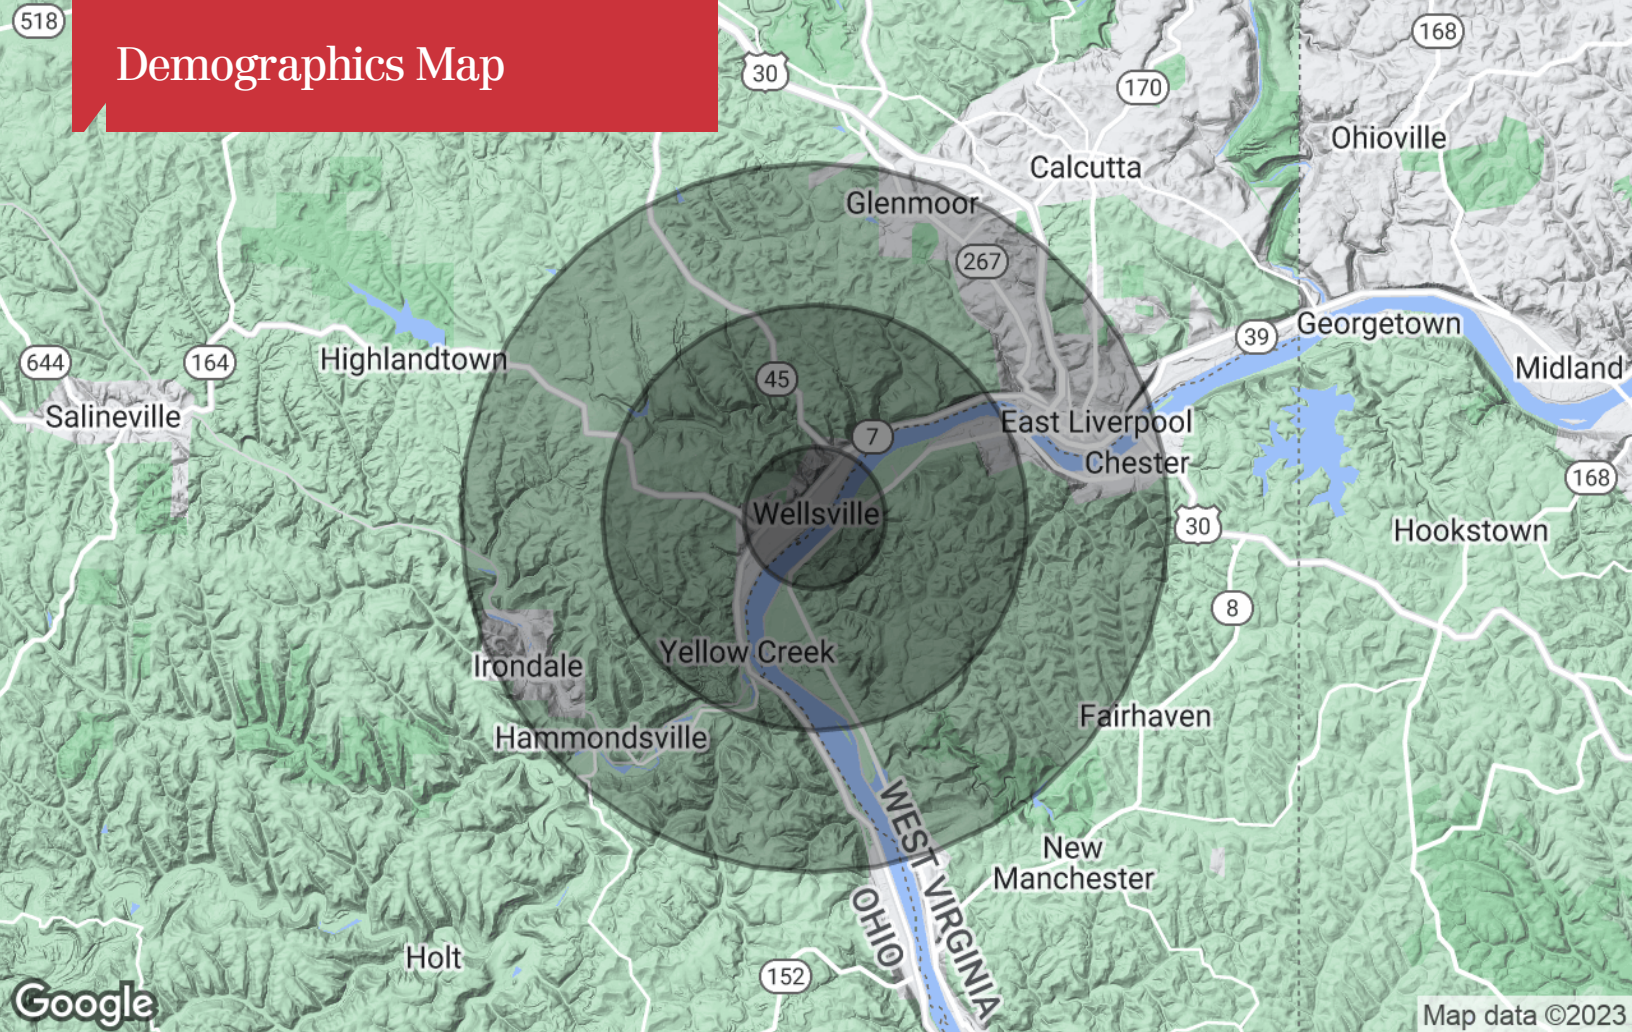 518
Demographics Map
30
168
170
Ohioville
Calcutta
Glenmoor
267
39
Georgetown
644
164
Highlandtown
45
Midland
Salineville
7
East Liverpool
Chester
168
Wellsville
30
Hookstown
8
Yellow Creek
Irondale
Fairhaven
Hammondsville
WEST VIRGINIA
New
Manchester
OHIO
Holt
152
Google
Map data ©2023